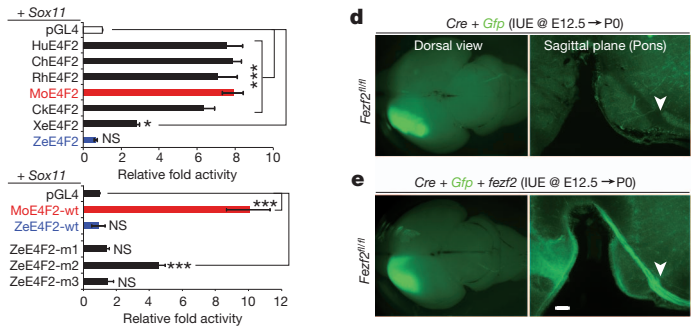 + Sox11
pGL4
HuE4F2
ChE4F2
RhE4F2
MoE4F2
CkE4F2
XeE4F2
ZeE4F2
***
*
NS
0 2 4 6 8 10
Relative fold activity
+ Sox11
pGL4
MoE4F2-wt ***
ZeE4F2-wt NS
ZeE4F2-m1 NS
ZeE4F2-m2 ***
ZeE4F2-m3 NS
0 2 4 6 8 10 12
Relative fold activity
d
Cre + Gfp (IUE @ E12.5 → P0)
Dorsal view Sagittal plane (Pons)
Fezf2fl/fl
e
Cre + Gfp + fezf2 (IUE @ E12.5 → P0)
Fezf2fl/fl